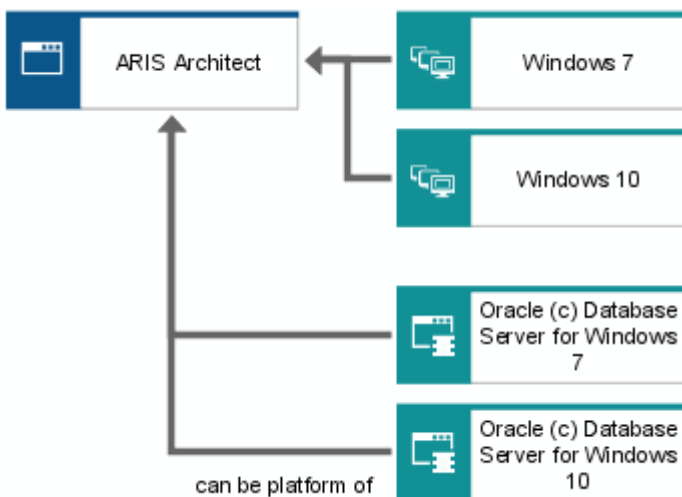 ARIS Architect
Windows 7
Windows 10
Oracle (c) Database
Server for Windows
7
Oracle (c) Database
Server for Windows
10
can be platform of